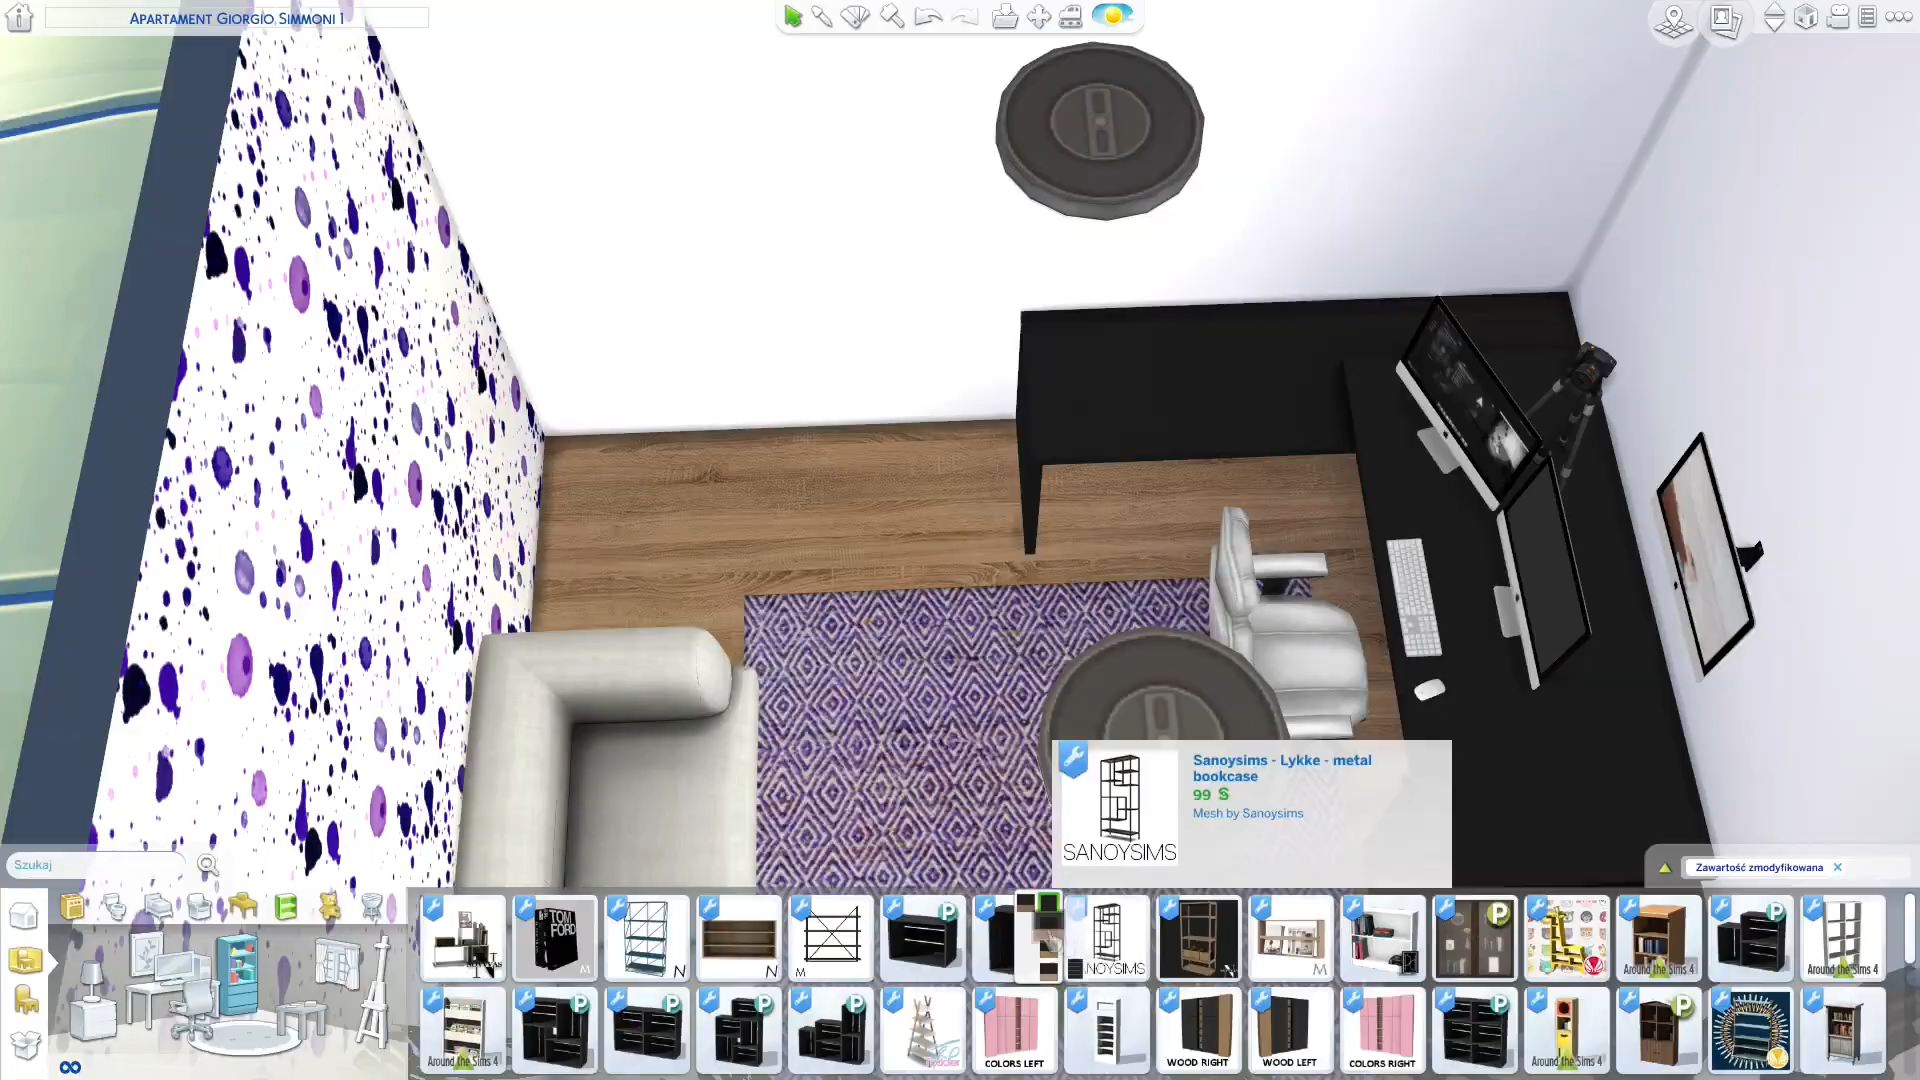 Apartament Giorgio Simmoni 1
Sanoysims - Lykke - metal
bookcase
99 S
Mesh by Sanoysims
SANOYSIMS
Szukaj
Zawartość zmodyfikowana
TOM
FORD
M
N
N
M
P
NOYSIMS
M
P
Around the Sims 4
P
Around the Sims 4
Around the Sims 4
P
P
P
P
COLORS LEFT
WOOD RIGHT
WOOD LEFT
COLORS RIGHT
P
Around the Sims 4
P